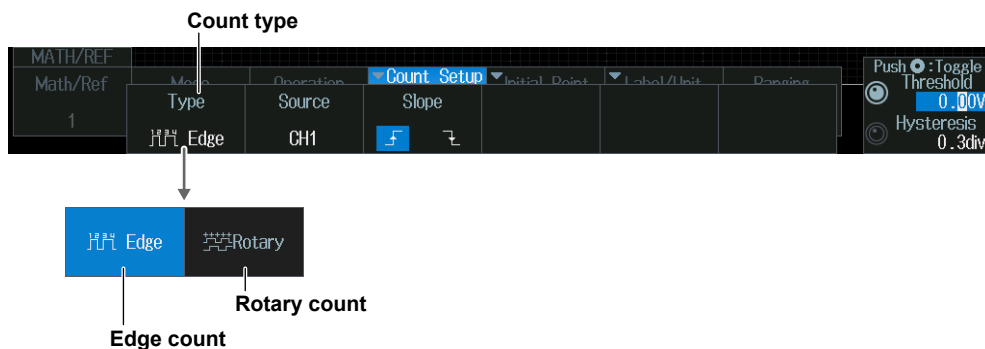 Count type
MATH/REF
Math/Ref
1
Mode
Operation
Count Setup
Initial Point
Label/Unit
Ranging
Type
Edge
Source
CH1
Slope
Push :Toggle
Threshold
0.00V
Hysteresis
0.3div
Edge
Rotary
Rotary count
Edge count